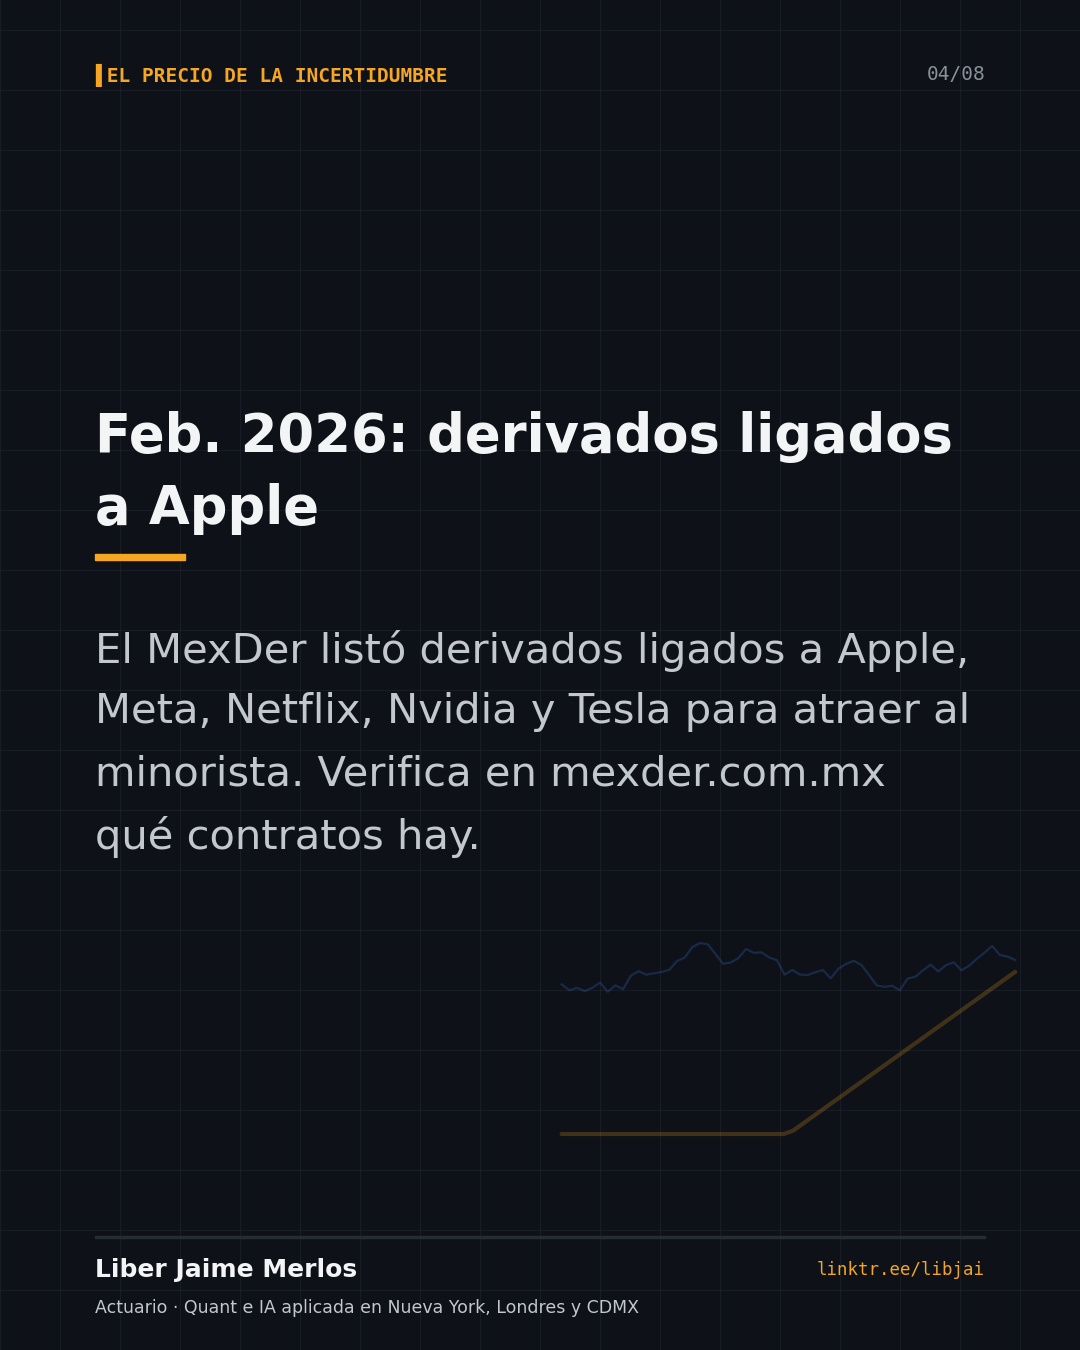 EL PRECIO DE LA INCERTIDUMBRE
04/08
Feb. 2026: derivados ligados
a Apple
El MexDer listó derivados ligados a Apple,
Meta, Netflix, Nvidia y Tesla para atraer al
minorista. Verifica en mexder.com.mx
qué contratos hay.
Liber Jaime Merlos
linktr.ee/libjai
Actuario · Quant e IA aplicada en Nueva York, Londres y CDMX